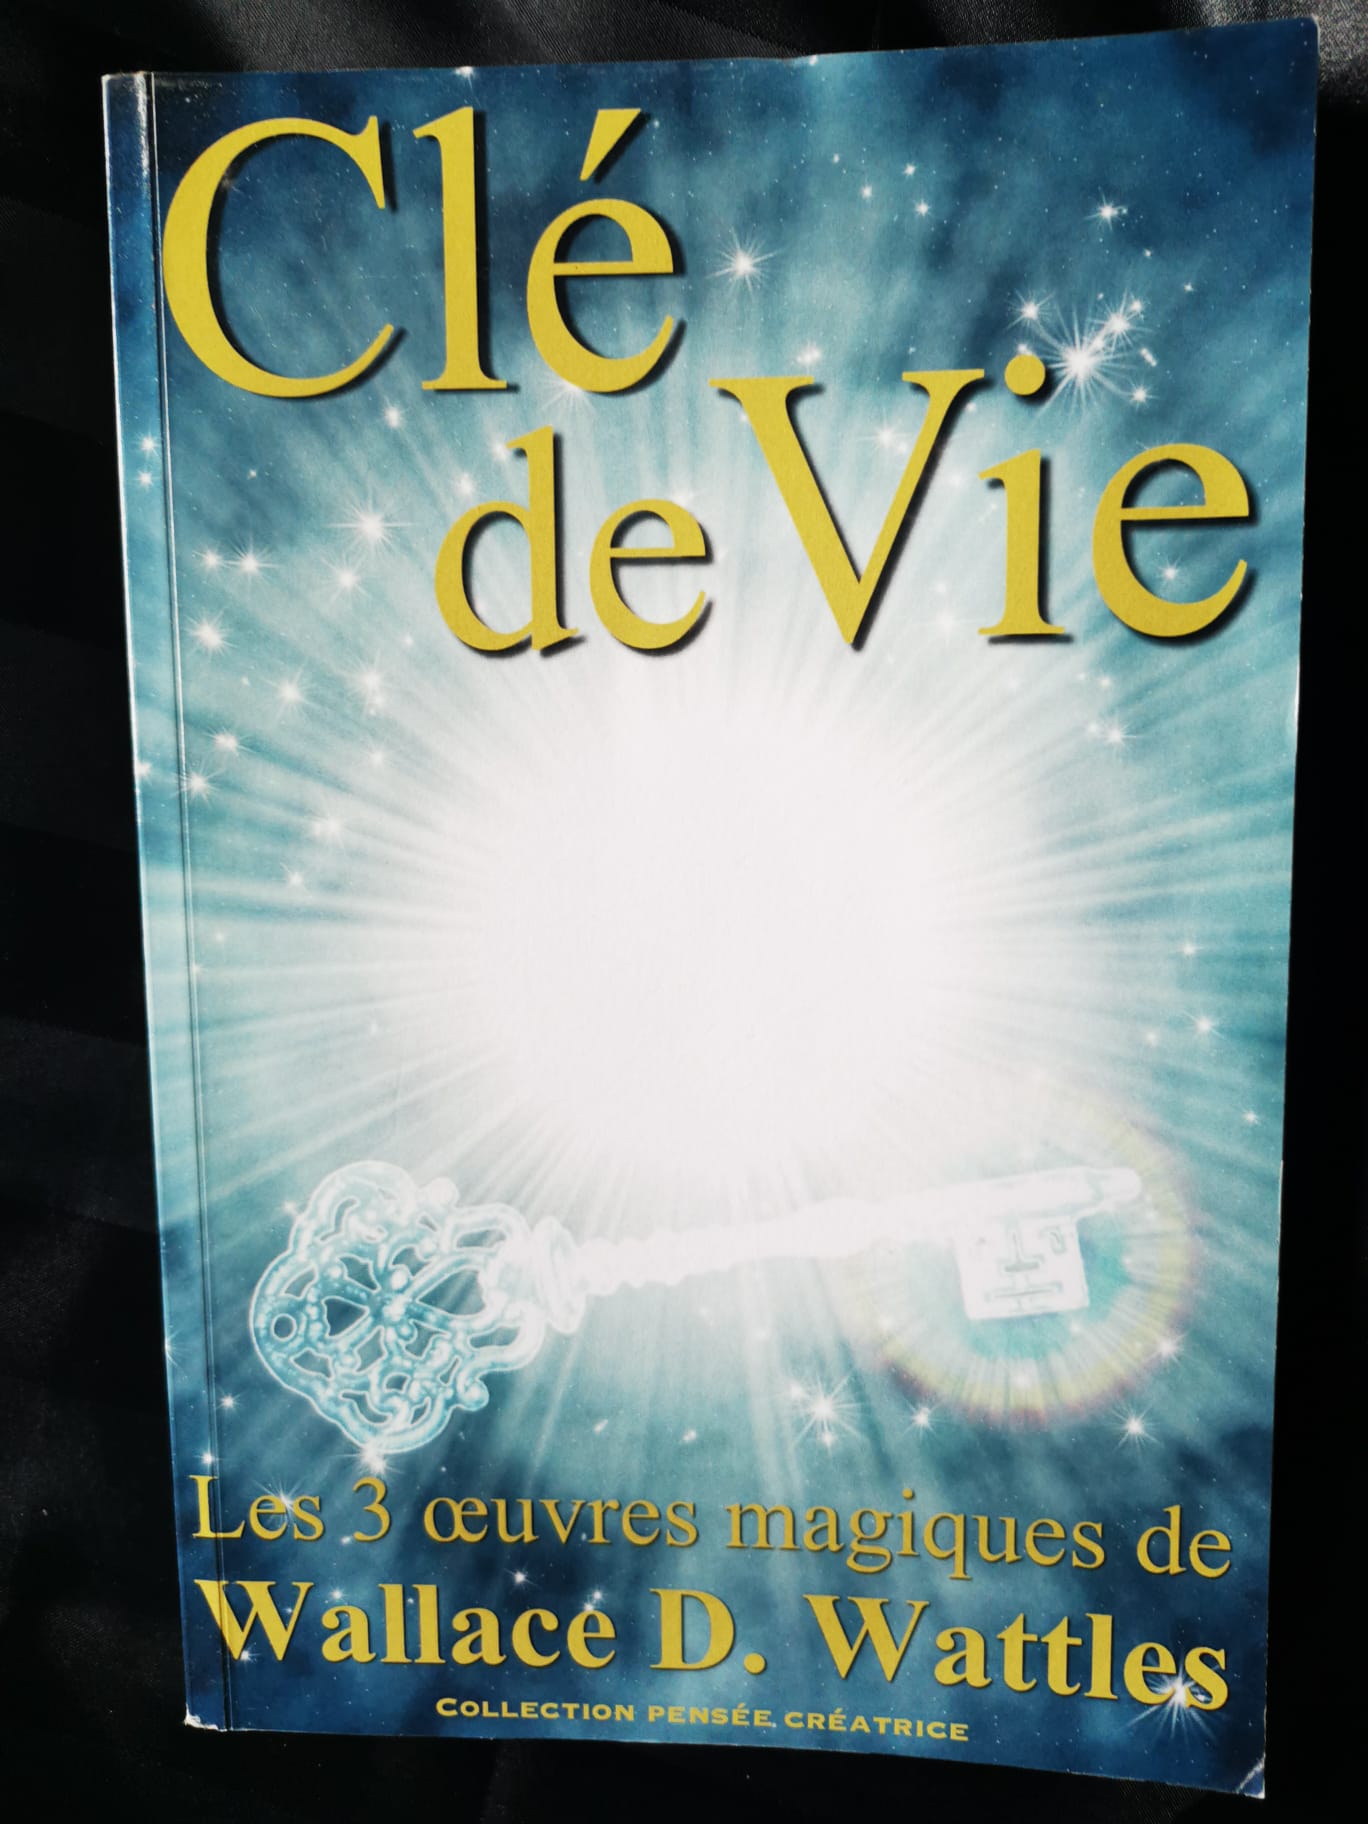 Clé
de Vie
Les 3 œuvres magiques de
Wallace D. Wattles
COLLECTION PENSÉE CRÉATRICE